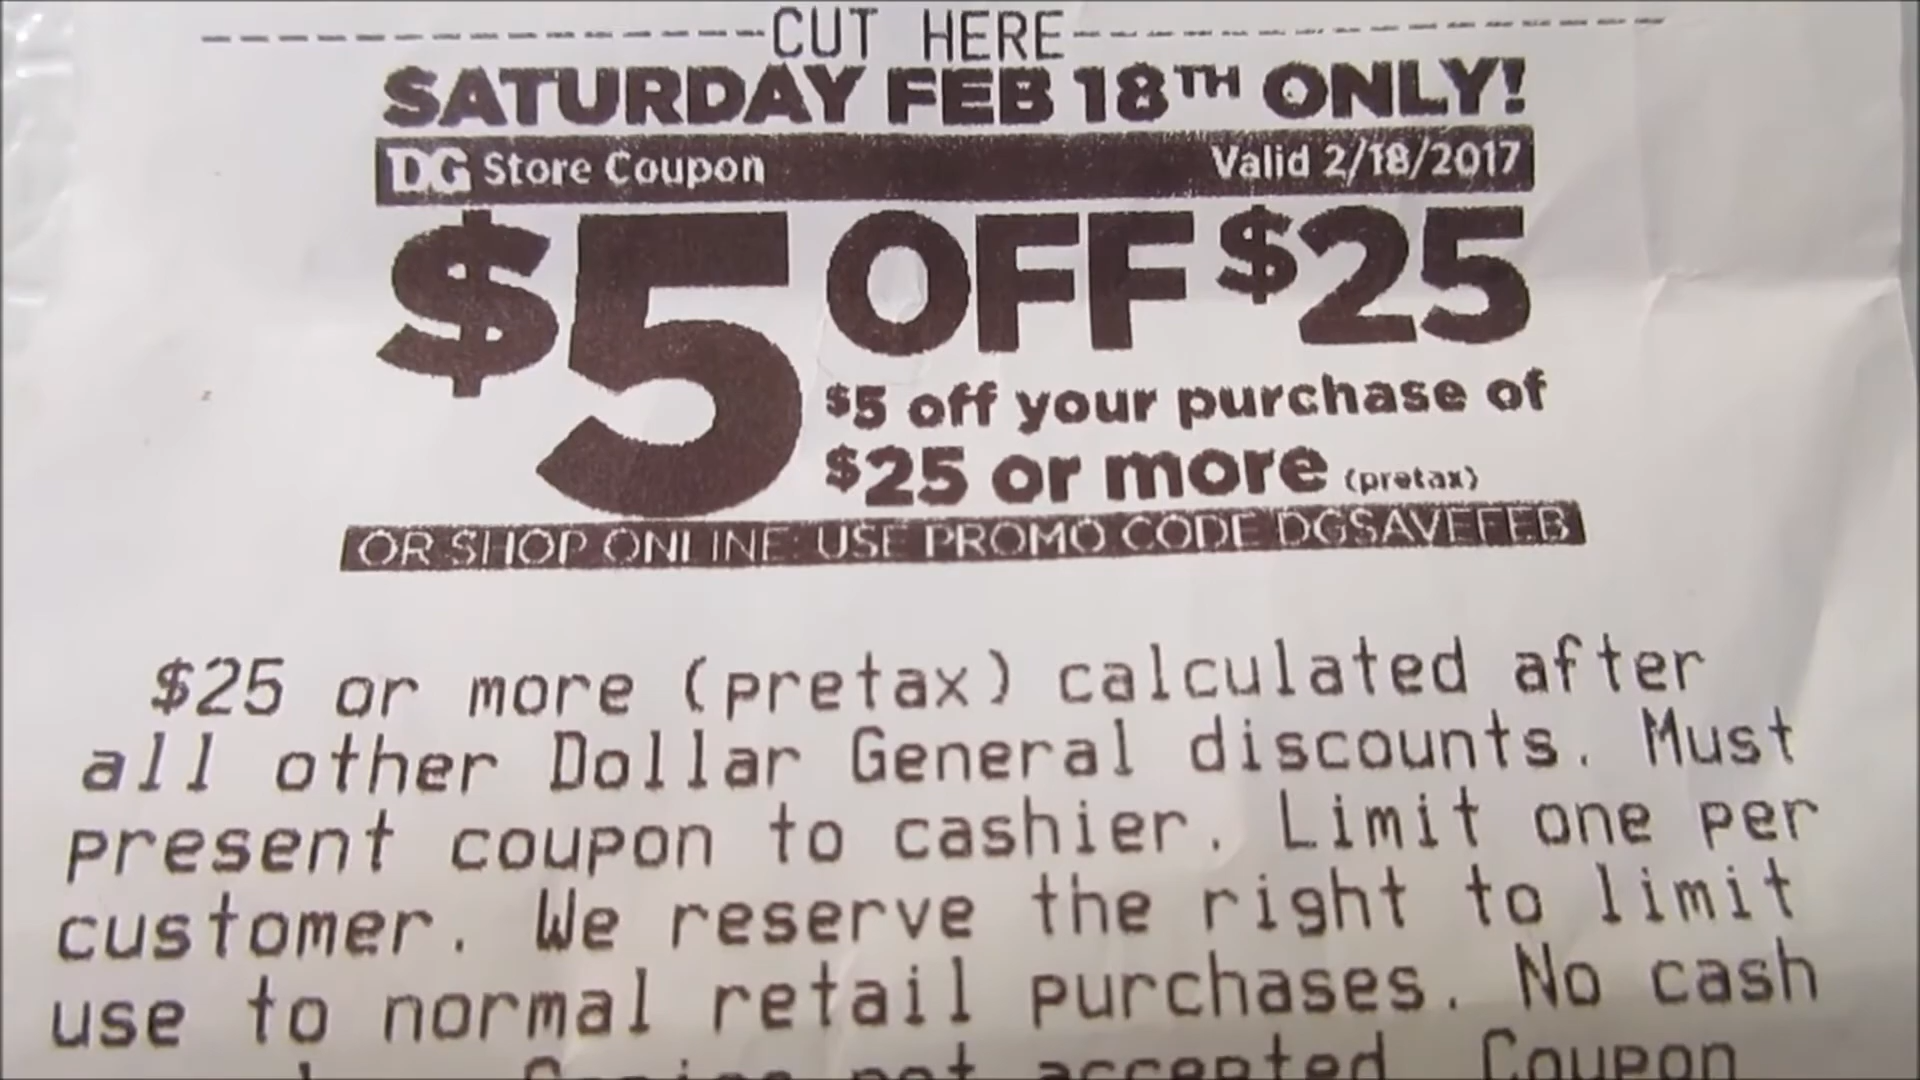 CUT HERE
SATURDAY FEB 18TH ONLY!
DG Store Coupon Valid 2/18/2017
$5 OFF $25
$5 off your purchase of
$25 or more (pretax)
OR SHOP ONLINE: USE PROMO CODE DGSAVEFEB
$25 or more (pretax) calculated after
all other Dollar General discounts. Must
present coupon to cashier. Limit one per
customer. We reserve the right to limit
use to normal retail purchases. No cash
not accepted Coupon